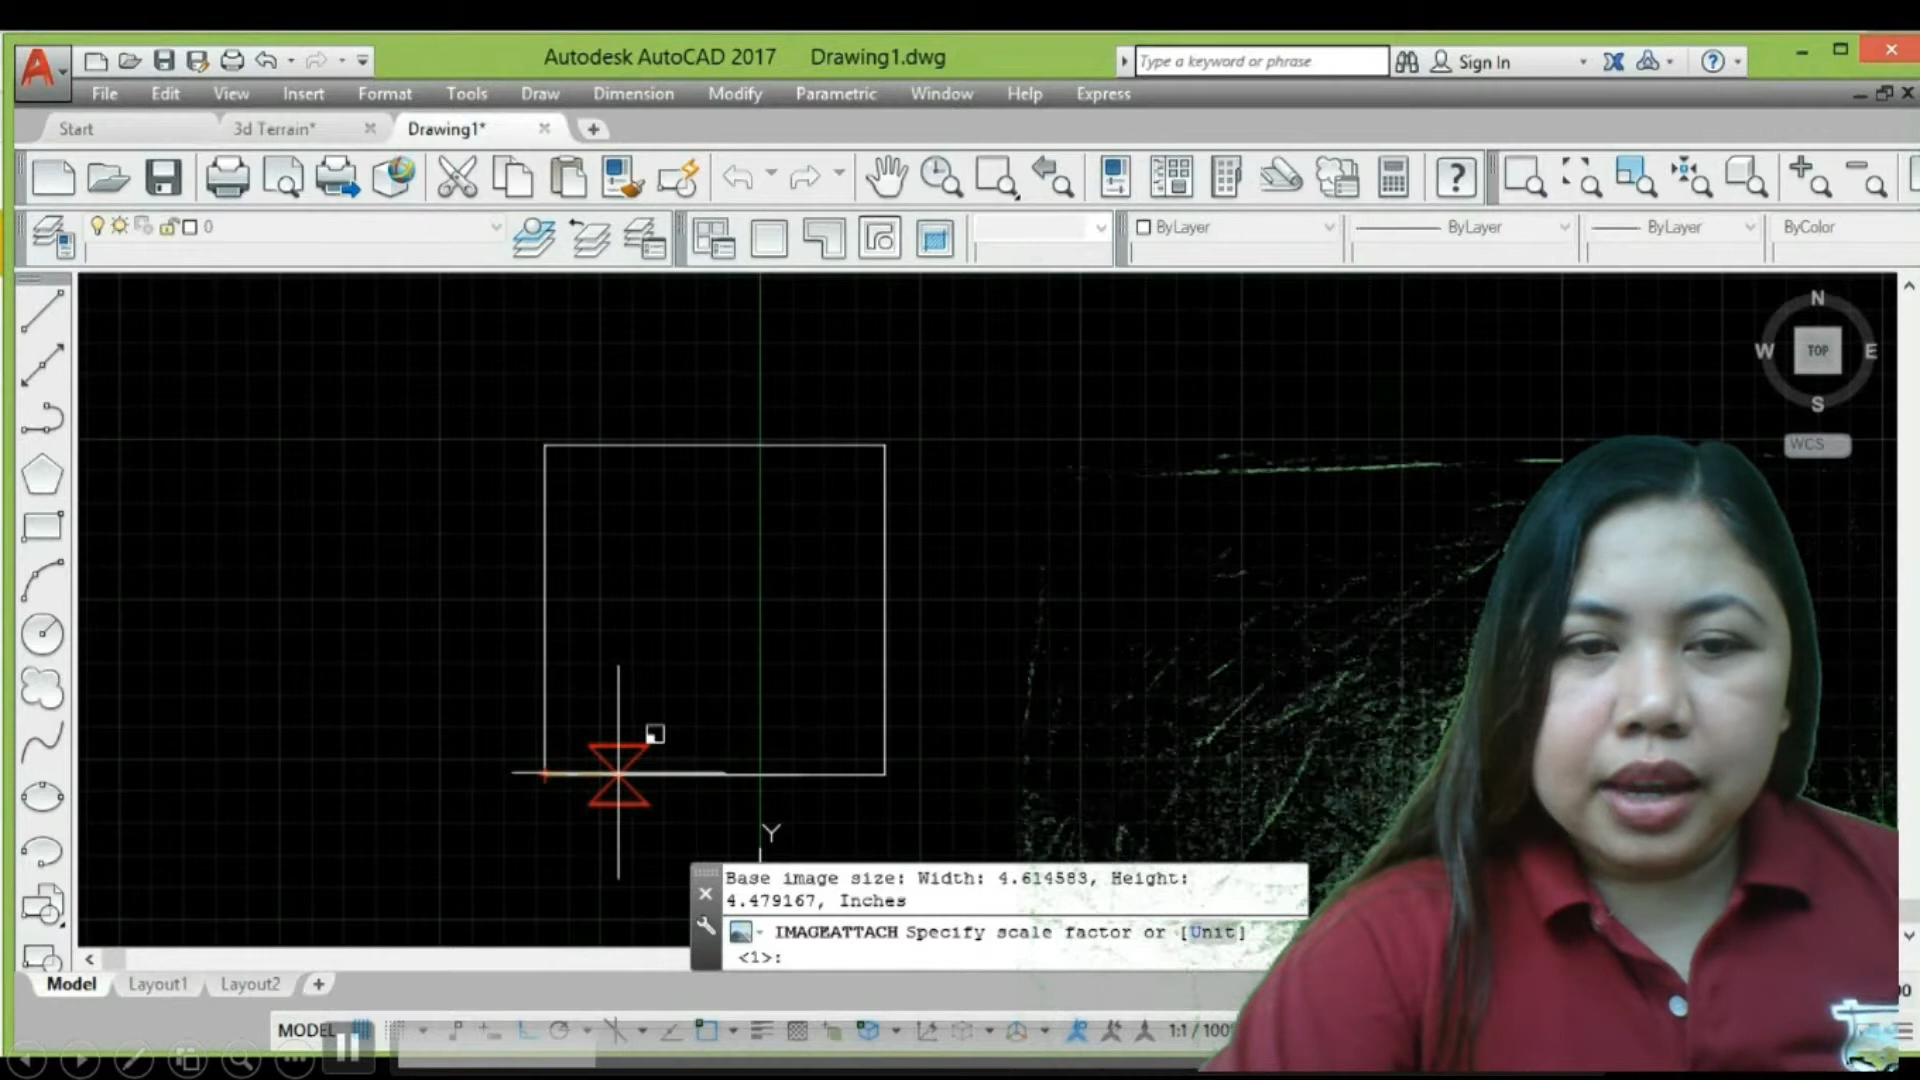 Autodesk AutoCAD 2017 Drawing1.dwg
Type a keyword or phrase
Sign In
File Edit View Insert Format Tools Draw Dimension Modify Parametric Window Help Express
Start 3d Terrain* Drawing1*
0 ByLayer ByLayer ByLayer ByColor
N
W TOP E
S
WCS
Y
Base image size: Width: 4.614583, Height:
4.479167, Inches
IMAGEATTACH Specify scale factor or [Unit]
<1>:
Model Layout1 Layout2
MODEL 1:1 / 100